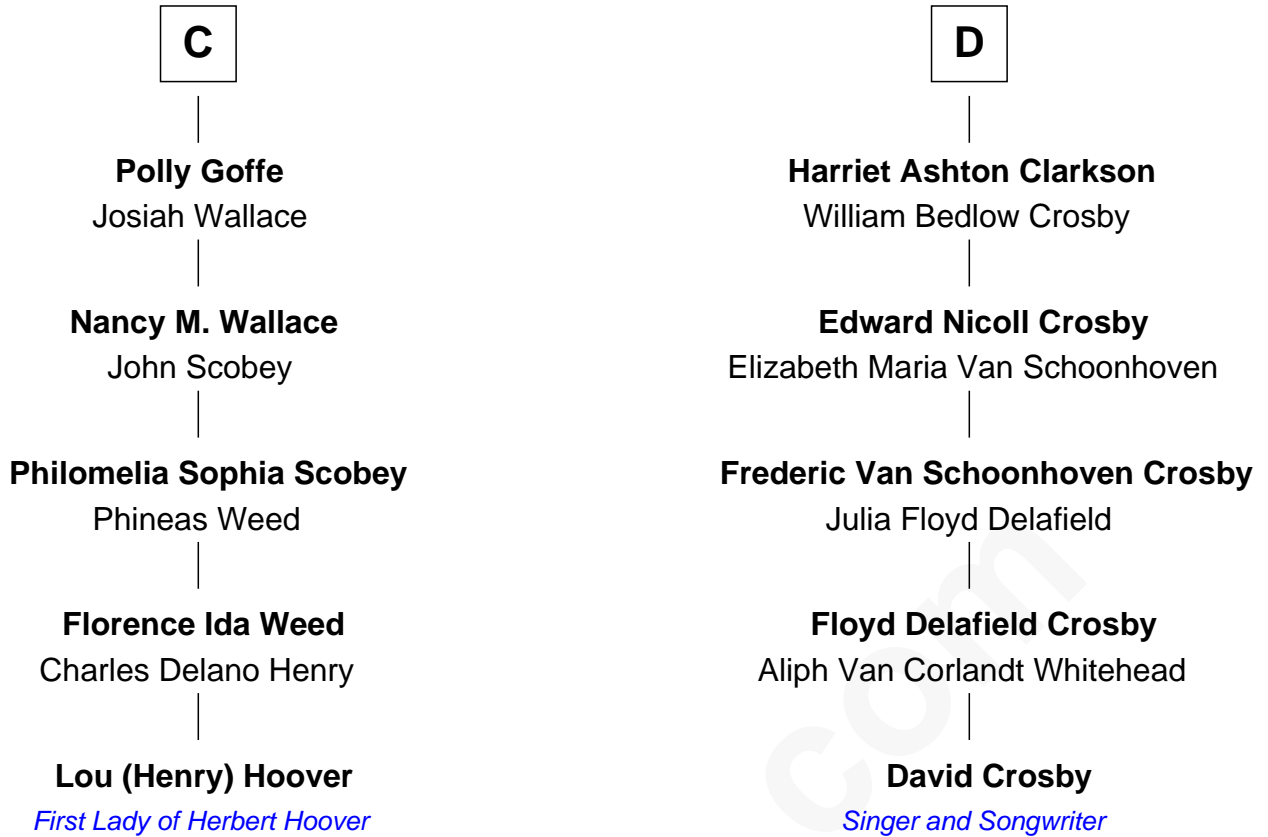 C
Polly Goffe
Josiah Wallace
Nancy M. Wallace
John Scobey
Philomelia Sophia Scobey
Phineas Weed
Florence Ida Weed
Charles Delano Henry
Lou (Henry) Hoover
First Lady of Herbert Hoover
D
Harriet Ashton Clarkson
William Bedlow Crosby
Edward Nicoll Crosby
Elizabeth Maria Van Schoonhoven
Frederic Van Schoonhoven Crosby
Julia Floyd Delafield
Floyd Delafield Crosby
Aliph Van Corlandt Whitehead
David Crosby
Singer and Songwriter
com